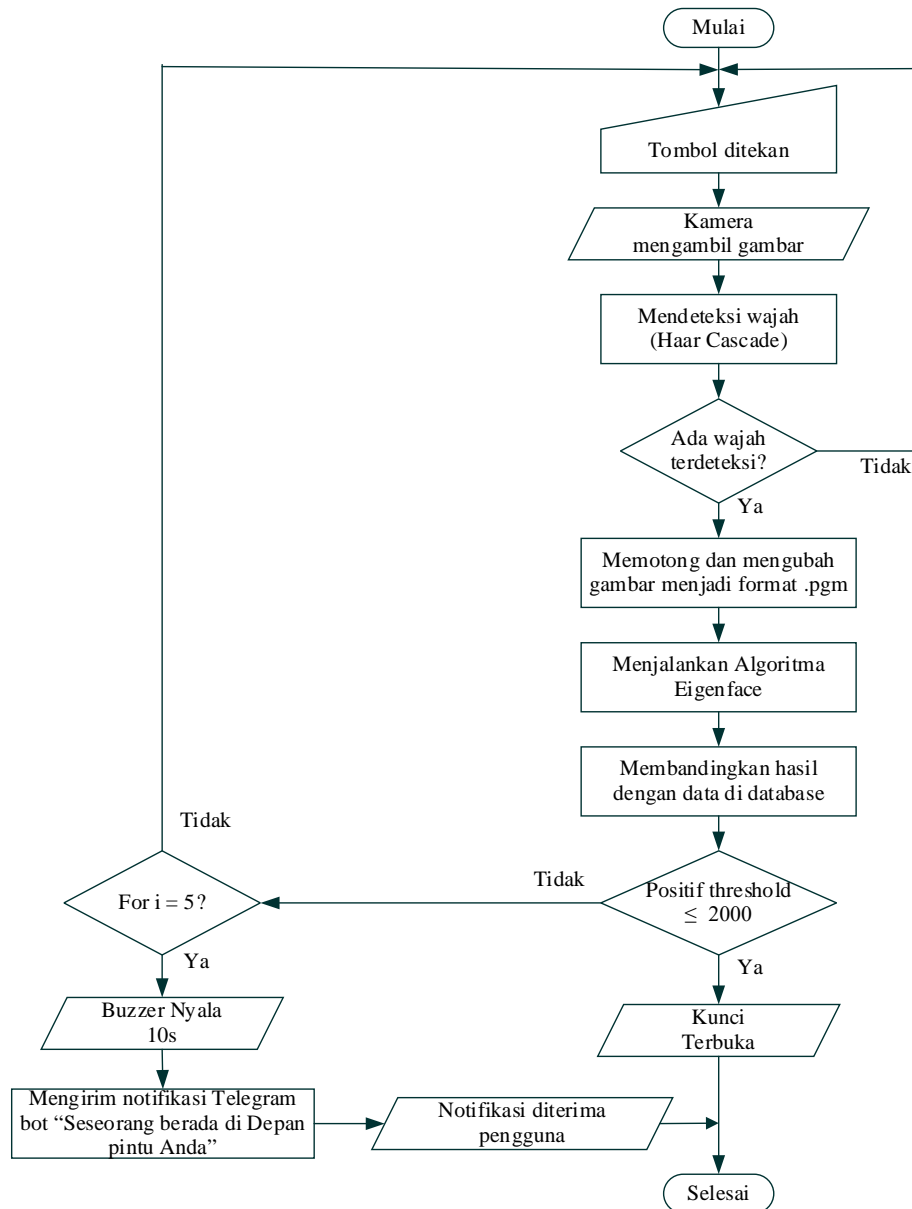 Mulai
Tombol ditekan
Kamera
mengambil gambar
Mendeteksi wajah
(Haar Cascade)
Ada wajah
terdeteksi?
Tidak
Ya
Memotong dan mengubah
gambar menjadi format .pgm
Menjalankan Algoritma
Eigenface
Membandingkan hasil
dengan data di database
Positif threshold
≤ 2000
Tidak
Ya
For i = 5?
Tidak
Ya
Buzzer Nyala
10s
Mengirim notifikasi Telegram
bot “Seseorang berada di Depan
pintu Anda”
Notifikasi diterima
pengguna
Kunci
Terbuka
Selesai